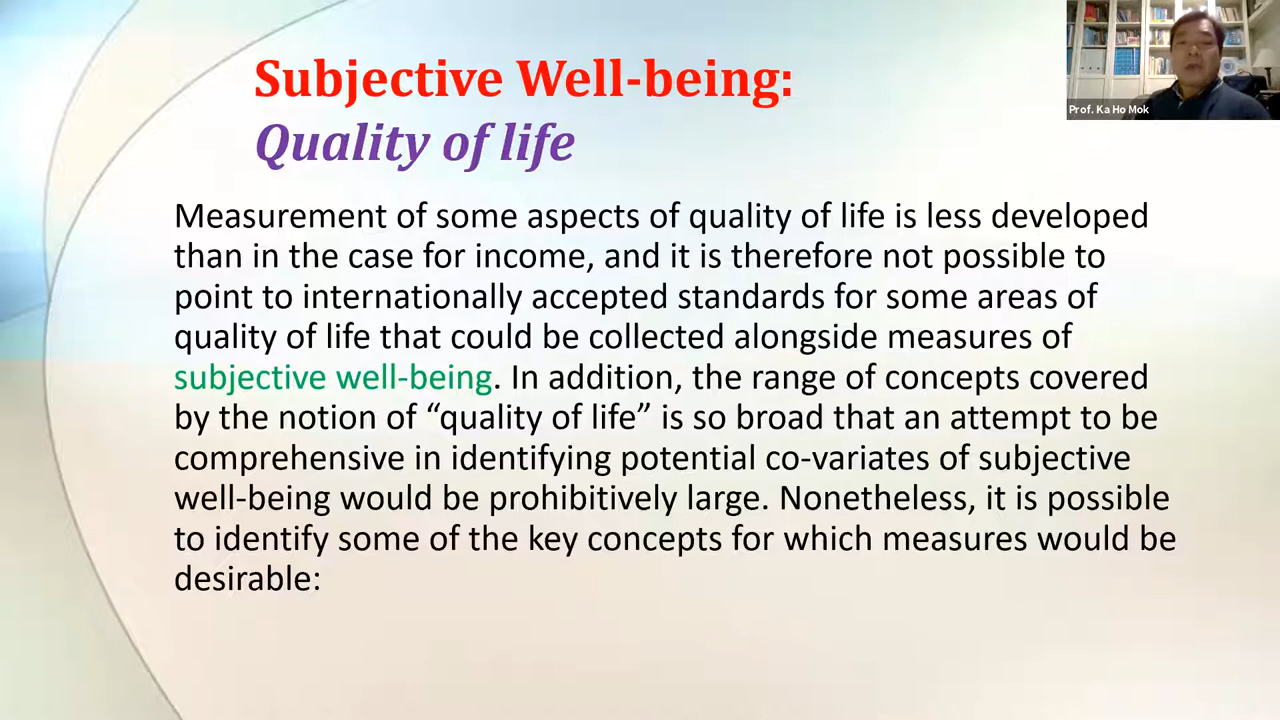 Subjective Well-being:
Quality of life
Prof. Ka Ho Mok
Measurement of some aspects of quality of life is less developed
than in the case for income, and it is therefore not possible to
point to internationally accepted standards for some areas of
quality of life that could be collected alongside measures of
subjective well-being. In addition, the range of concepts covered
by the notion of “quality of life” is so broad that an attempt to be
comprehensive in identifying potential co-variates of subjective
well-being would be prohibitively large. Nonetheless, it is possible
to identify some of the key concepts for which measures would be
desirable: